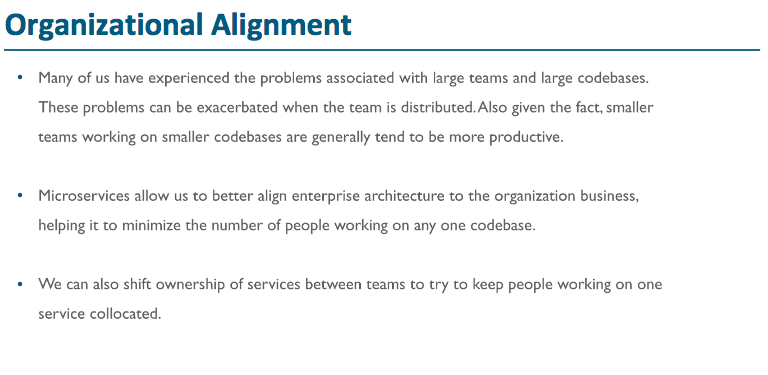 Organizational Alignment
• Many of us have experienced the problems associated with large teams and large codebases.
These problems can be exacerbated when the team is distributed. Also given the fact, smaller
teams working on smaller codebases are generally tend to be more productive.
• Microservices allow us to better align enterprise architecture to the organization business,
helping it to minimize the number of people working on any one codebase.
• We can also shift ownership of services between teams to try to keep people working on one
service collocated.